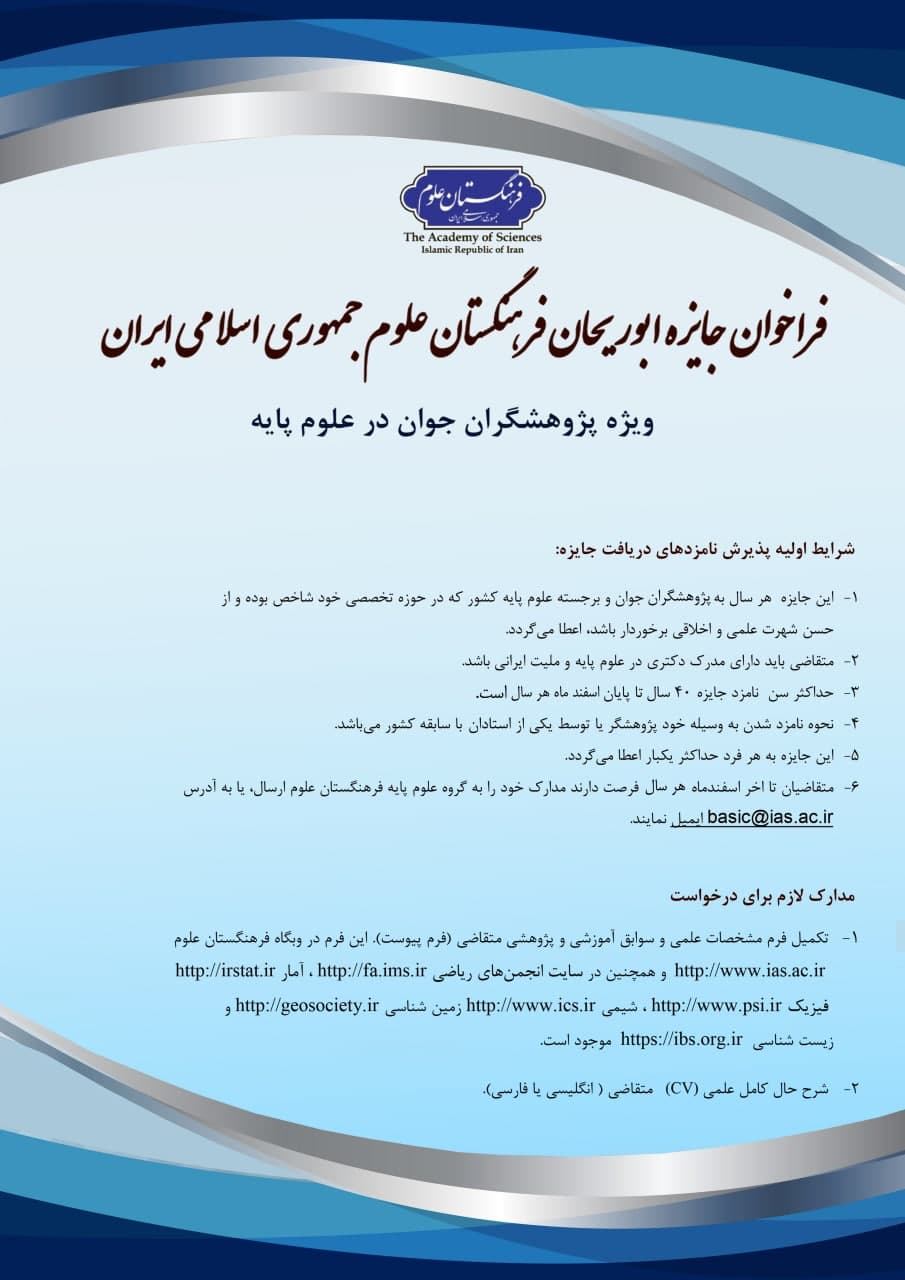 فرهنگستان علوم
جمهوری اسلامی ایران
The Academy of Sciences
Islamic Republic of Iran
فراخوان جایزه ابوریحان فرهنگستان علوم جمهوری اسلامی ایران
ویژه پژوهشگران جوان در علوم پایه
شرایط اولیه پذیرش نامزدهای دریافت جایزه:
۱- این جایزه هر سال به پژوهشگران جوان و برجسته علوم پایه کشور که در حوزه تخصصی خود شاخص بوده و از
حسن شهرت علمی و اخلاقی برخوردار باشد، اعطا می‌گردد.
۲- متقاضی باید دارای مدرک دکتری در علوم پایه و ملیت ایرانی باشد.
۳- حداکثر سن نامزد جایزه ۴۰ سال تا پایان اسفند ماه هر سال است.
۴- نحوه نامزد شدن به وسیله خود پژوهشگر یا توسط یکی از استادان با سابقه کشور می‌باشد.
۵- این جایزه به هر فرد حداکثر یکبار اعطا می‌گردد.
۶- متقاضیان تا اخر اسفندماه هر سال فرصت دارند مدارک خود را به گروه علوم پایه فرهنگستان علوم ارسال، یا به آدرس
basic@ias.ac.ir ایمیل نمایند.
مدارک لازم برای درخواست
۱- تکمیل فرم مشخصات علمی و سوابق آموزشی و پژوهشی متقاضی (فرم پیوست). این فرم در وبگاه فرهنگستان علوم
http://www.ias.ac.ir و همچنین در سایت انجمن‌های ریاضی http://fa.ims.ir ، آمار http://irstat.ir
فیزیک http://www.psi.ir ، شیمی http://www.ics.ir زمین شناسی http://geosociety.ir و
زیست شناسی https://ibs.org.ir موجود است.
۲- شرح حال کامل علمی (CV) متقاضی ( انگلیسی یا فارسی).